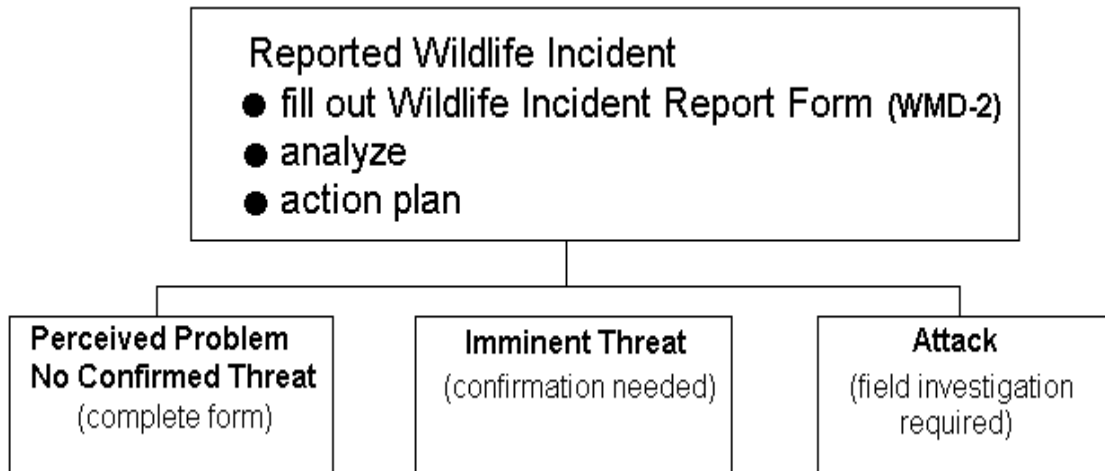 Reported Wildlife Incident
● fill out Wildlife Incident Report Form (WMD-2)
● analyze
● action plan
Perceived Problem
No Confirmed Threat
(complete form)
Imminent Threat
(confirmation needed)
Attack
(field investigation
required)